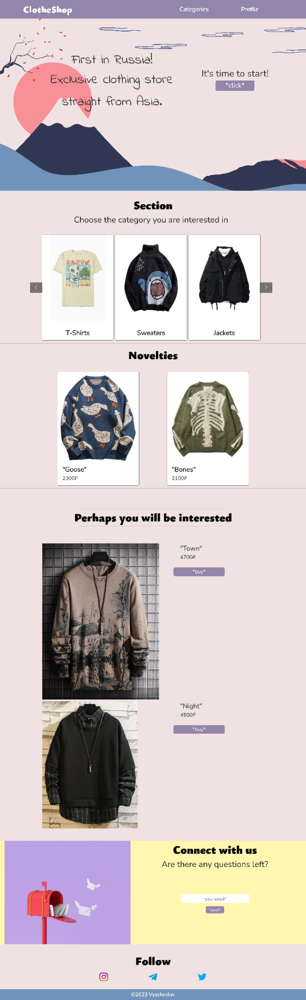 ClotheShop
Categories
Profile
First in Russia!
Exclusive clothing store
straight from Asia.
It's time to start!
*click*
Section
Choose the category you are interested in
T-Shirts
Sweaters
Jackets
Novelties
"Goose"
2300₽
"Bones"
2100₽
Perhaps you will be interested
"Town"
4700₽
*buy*
"Night"
4500₽
*buy*
Connect with us
Are there any questions left?
*your email*
*send*
Follow
©2023 Vyacheslav